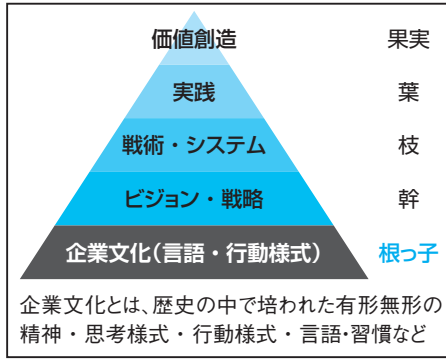 価値創造 果実
実践 葉
戦術・システム 枝
ビジョン・戦略 幹
企業文化(言語・行動様式) 根っ子
企業文化とは、歴史の中で培われた有形無形の
精神・思考様式・行動様式・言語・習慣など